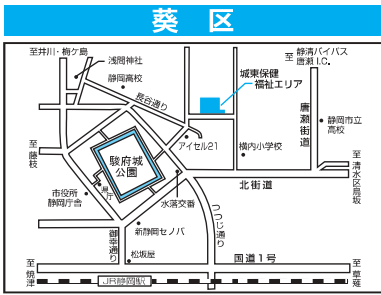 葵 区
至井川・梅ケ島
浅間神社
静岡高校
長谷通り
至 静清バイパス
唐瀬 I.C.
城東保健
福祉エリア
唐瀬街道
静岡市立
高校
至藤枝
駿府城
公園
アイセル21
横内小学校
県庁
至清水区鳥坂
北街道
市役所
静岡庁舎
水落交番
つつじ通り
御幸通り
新静岡セノバ
松坂屋
国道1号
至焼津
JR静岡駅
至草薙